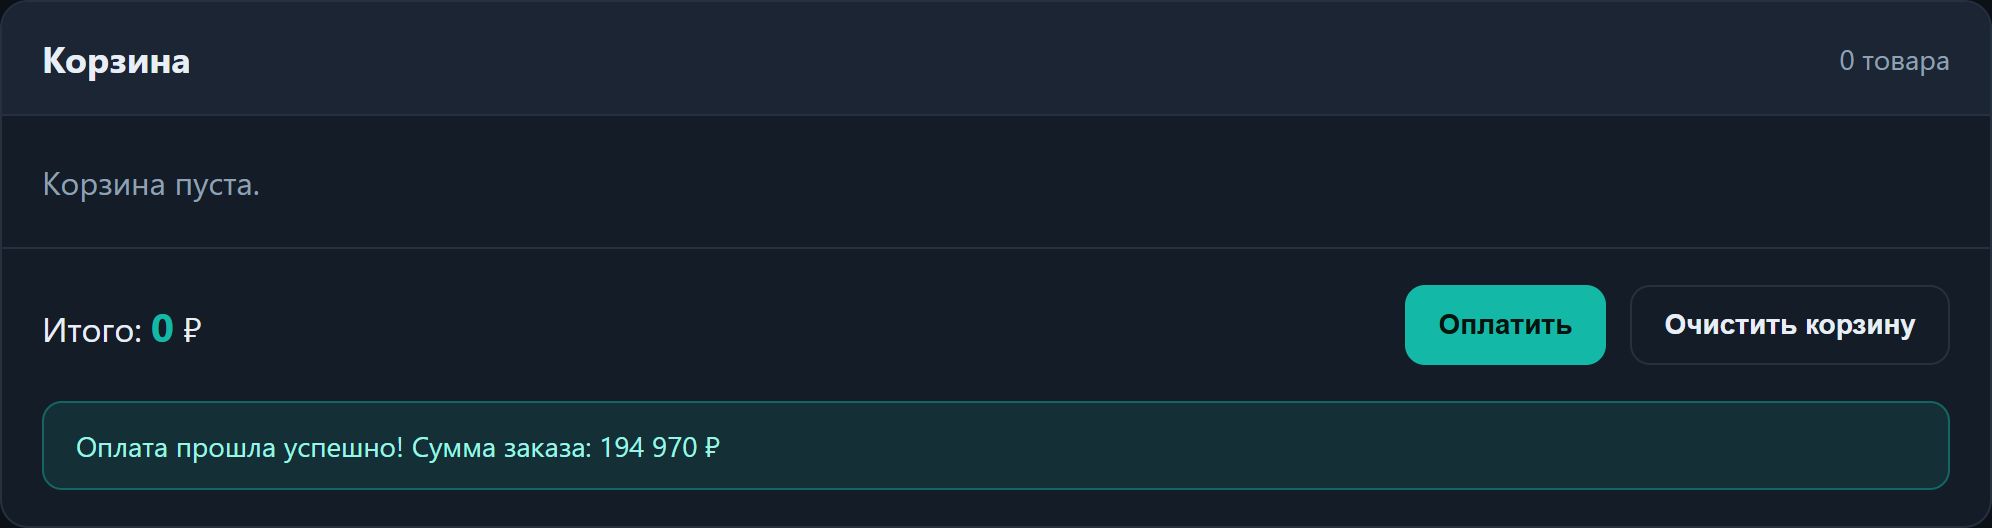 Корзина
0 товара
Корзина пуста.
Итого: 0 ₽
Оплатить
Очистить корзину
Оплата прошла успешно! Сумма заказа: 194 970 ₽